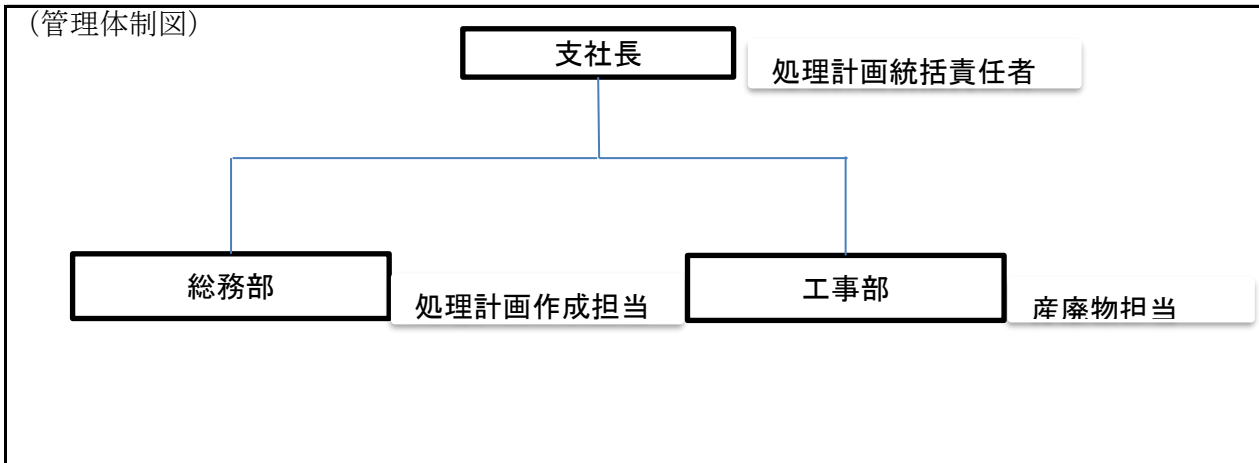 （管理体制図）
支社長
処理計画統括責任者
総務部
処理計画作成担当
工事部
産廃物担当